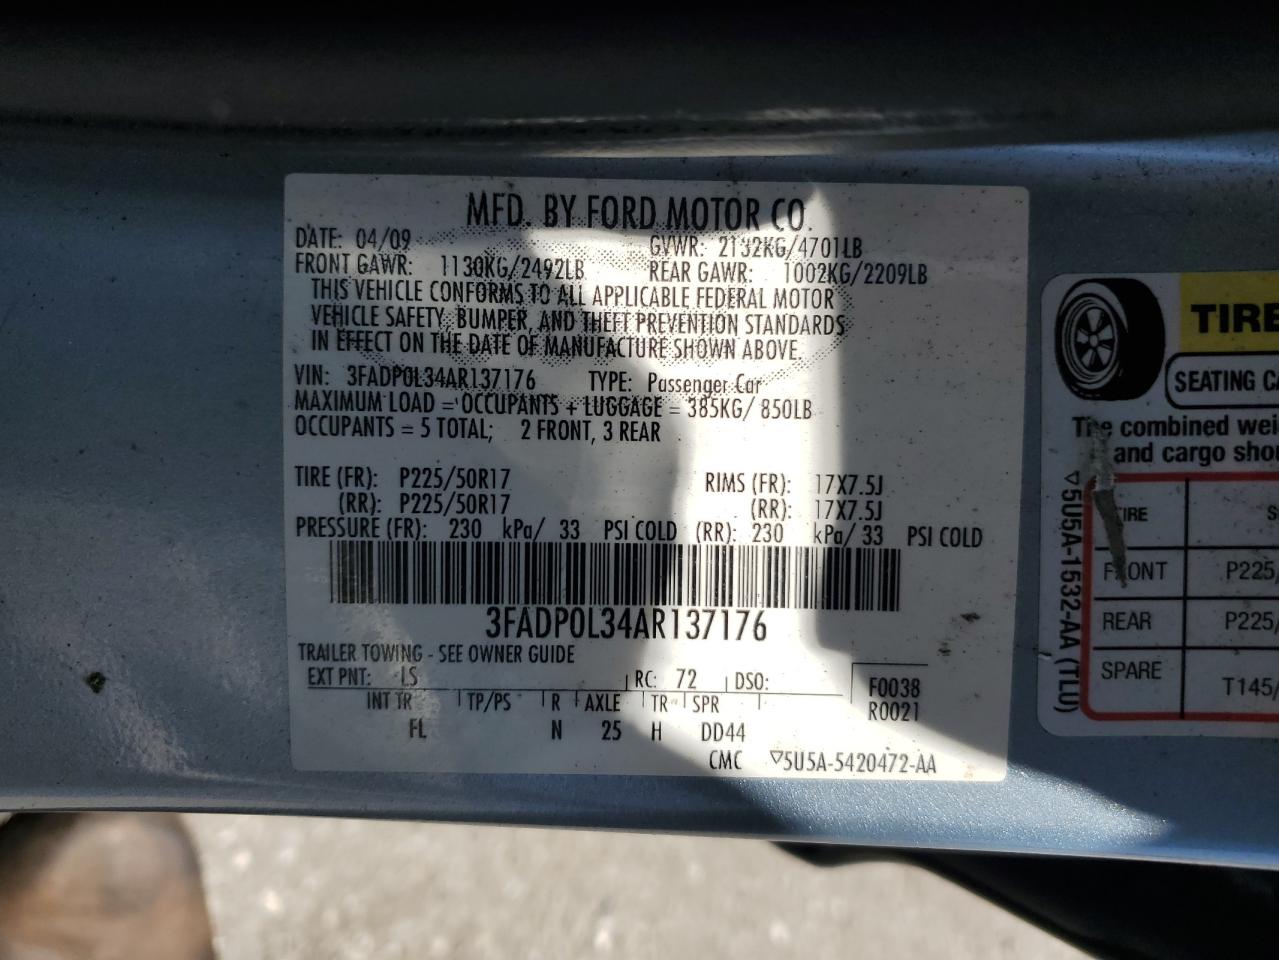 MFD. BY FORD MOTOR CO.
DATE: 04/09 GVWR: 2132KG/4701LB
FRONT GAWR: 1130KG/2492LB REAR GAWR: 1002KG/2209LB
THIS VEHICLE CONFORMS TO ALL APPLICABLE FEDERAL MOTOR
VEHICLE SAFETY, BUMPER, AND THEFT PREVENTION STANDARDS
IN EFFECT ON THE DATE OF MANUFACTURE SHOWN ABOVE.
VIN: 3FADP0L34AR137176 TYPE: Passenger Car
MAXIMUM LOAD = OCCUPANTS + LUGGAGE = 385KG/ 850LB
OCCUPANTS = 5 TOTAL; 2 FRONT, 3 REAR
TIRE (FR): P225/50R17 RIMS (FR): 17X7.5J
(RR): P225/50R17 (RR): 17X7.5J
PRESSURE (FR): 230 kPa/ 33 PSI COLD (RR): 230 kPa/ 33 PSI COLD
3FADP0L34AR137176
TRAILER TOWING - SEE OWNER GUIDE
EXT PNT: LS RC: 72 DSO: F0038
INT TR TP/PS R AXLE TR SPR R0021
FL N 25 H DD44
CMC ▽5U5A-5420472-AA
TIRE
SEATING CA
The combined wei
and cargo shou
TIRE S
FRONT P225/
REAR P225/
SPARE T145/
▽5U5A-1532-AA (TLU)